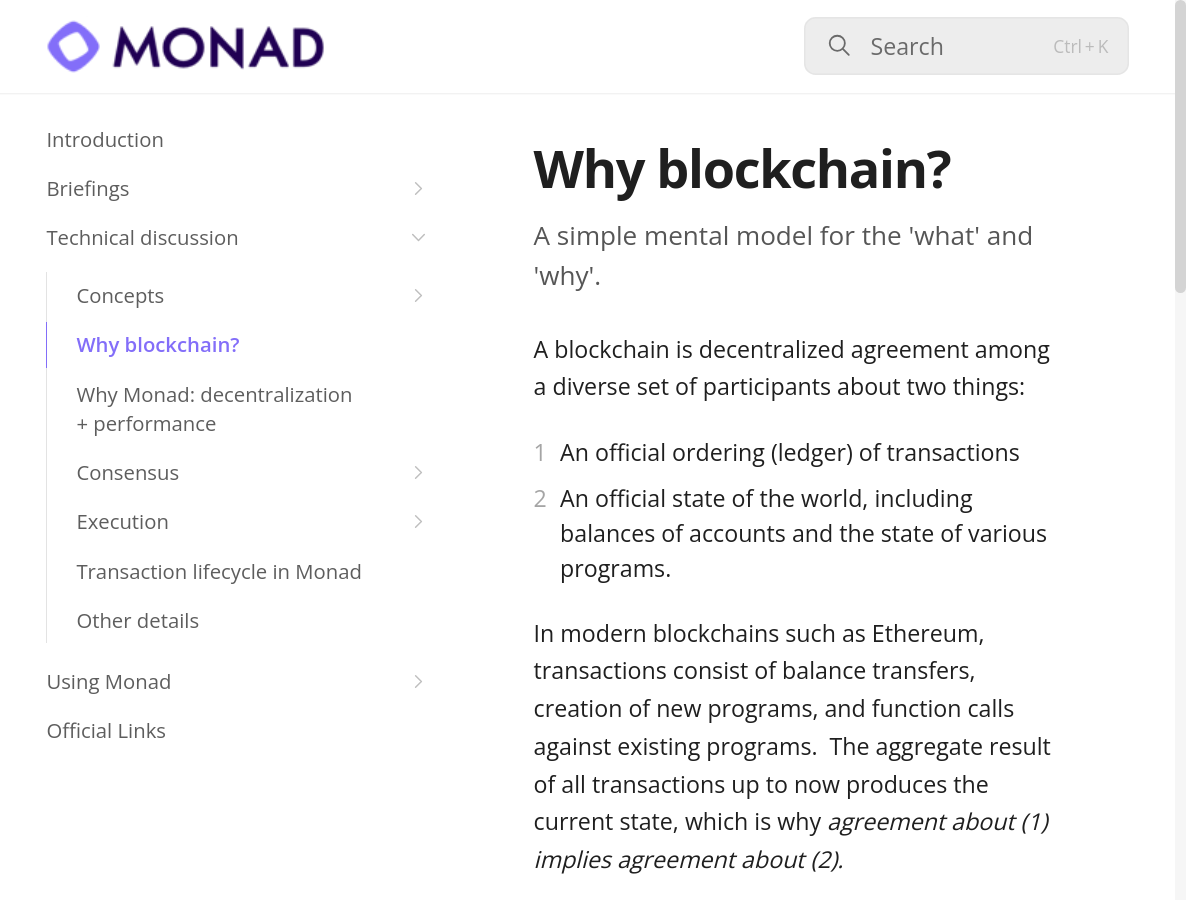 MONAD
Search
Ctrl + K
Introduction
Briefings
Technical discussion
Concepts
Why blockchain?
Why Monad: decentralization
+ performance
Consensus
Execution
Transaction lifecycle in Monad
Other details
Using Monad
Official Links
Why blockchain?
A simple mental model for the 'what' and
'why'.
A blockchain is decentralized agreement among
a diverse set of participants about two things:
1 An official ordering (ledger) of transactions
2 An official state of the world, including
balances of accounts and the state of various
programs.
In modern blockchains such as Ethereum,
transactions consist of balance transfers,
creation of new programs, and function calls
against existing programs.  The aggregate result
of all transactions up to now produces the
current state, which is why agreement about (1)
implies agreement about (2).